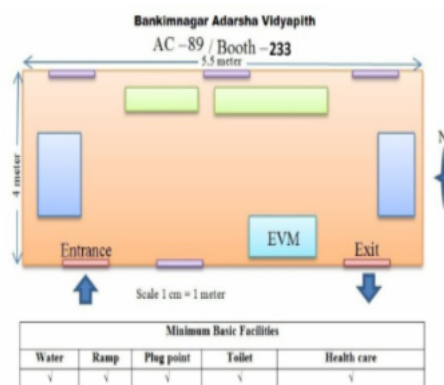 Bankimnagar Adarsha Vidyapith
AC -89 / Booth -233
5.5 meter
4 meter
N
Entrance
EVM
Exit
Scale 1 cm = 1 meter
Minimum Basic Facilities
Water Ramp Plug point Toilet Health care
√ √ √ √ √